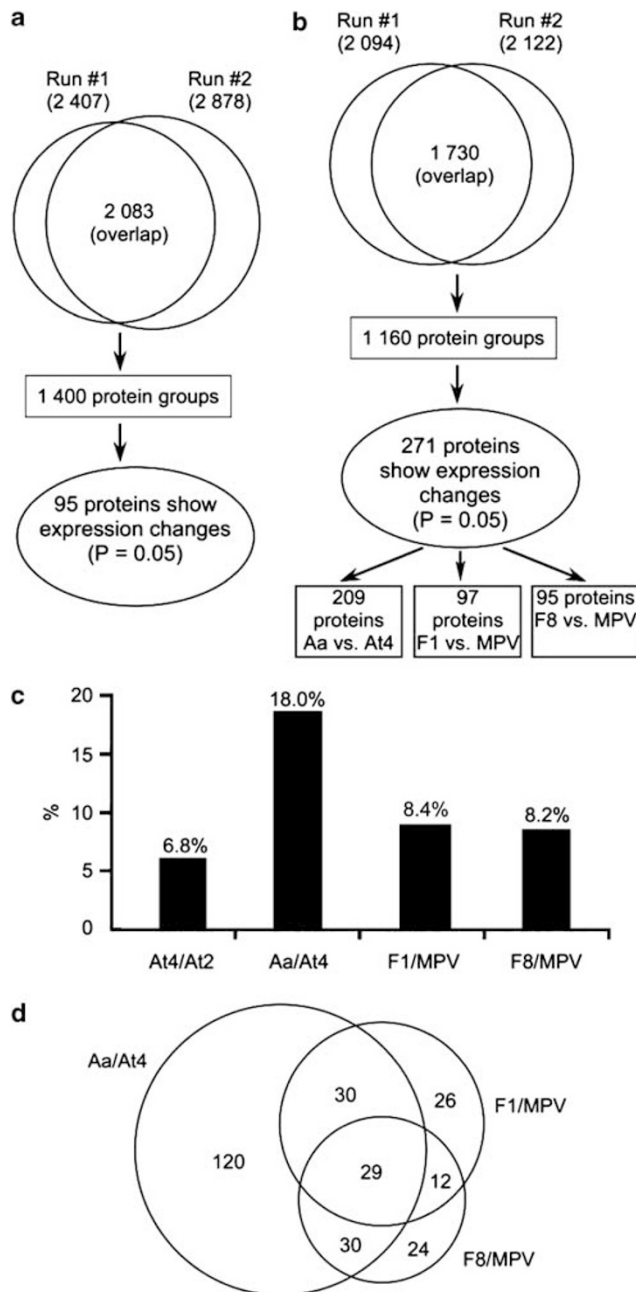 a
Run #1
(2 407)
Run #2
(2 878)
2 083
(overlap)
1 400 protein groups
95 proteins show
expression changes
(P = 0.05)
b
Run #1
(2 094)
Run #2
(2 122)
1 730
(overlap)
1 160 protein groups
271 proteins
show expression
changes
(P = 0.05)
209
proteins
Aa vs. At4
97
proteins
F1 vs. MPV
95 proteins
F8 vs. MPV
c
%
20
15
10
5
0
6.8%
18.0%
8.4%
8.2%
At4/At2
Aa/At4
F1/MPV
F8/MPV
d
Aa/At4
F1/MPV
F8/MPV
30
26
120
29
12
30
24